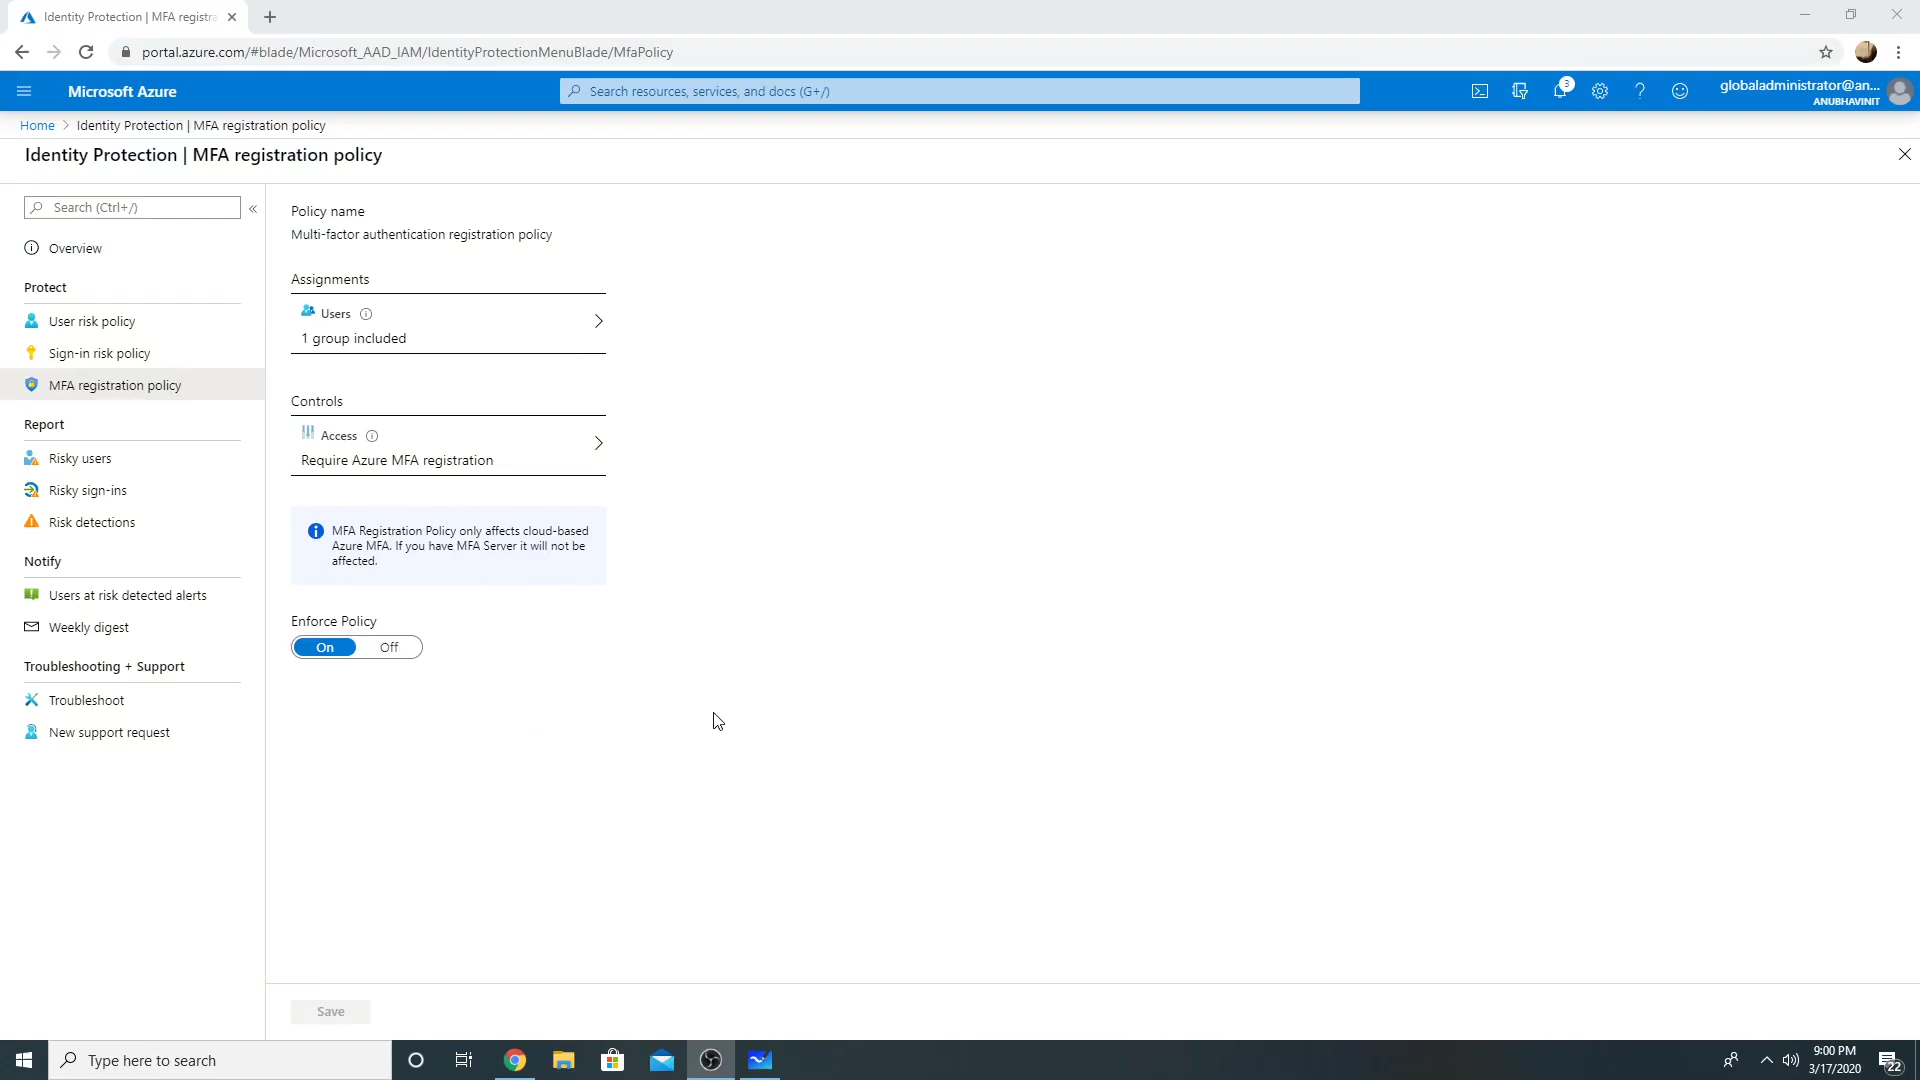 Identity Protection | MFA registra
portal.azure.com/#blade/Microsoft_AAD_IAM/IdentityProtectionMenuBlade/MfaPolicy
Microsoft Azure
Search resources, services, and docs (G+/)
3
globaladministrator@an...
ANUBHAVINIT
Home > Identity Protection | MFA registration policy
Identity Protection | MFA registration policy
Search (Ctrl+/)
«
Overview
Protect
User risk policy
Sign-in risk policy
MFA registration policy
Report
Risky users
Risky sign-ins
Risk detections
Notify
Users at risk detected alerts
Weekly digest
Troubleshooting + Support
Troubleshoot
New support request
Policy name
Multi-factor authentication registration policy
Assignments
Users
1 group included
Controls
Access
Require Azure MFA registration
MFA Registration Policy only affects cloud-based
Azure MFA. If you have MFA Server it will not be
affected.
Enforce Policy
On Off
Save
Type here to search
9:00 PM
3/17/2020
22